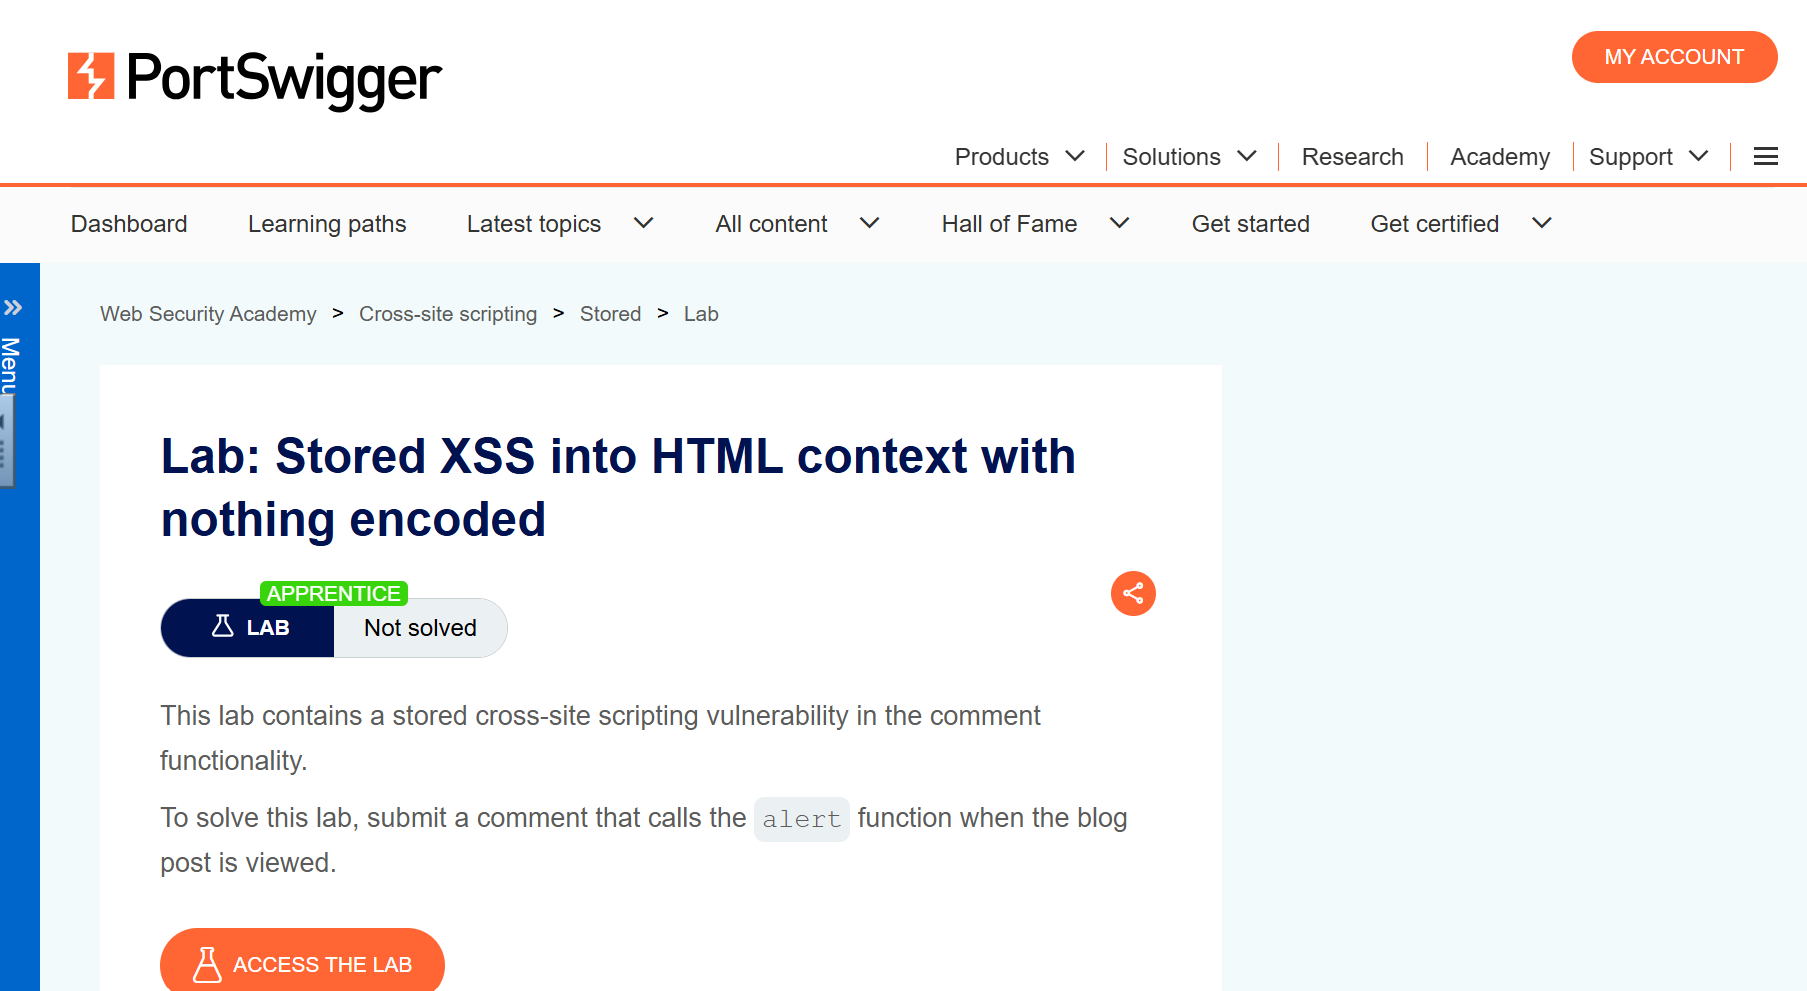 PortSwigger
MY ACCOUNT
Products
Solutions
Research
Academy
Support
Dashboard
Learning paths
Latest topics
All content
Hall of Fame
Get started
Get certified
Menu
Web Security Academy > Cross-site scripting > Stored > Lab
Lab: Stored XSS into HTML context with
nothing encoded
APPRENTICE
LAB
Not solved
This lab contains a stored cross-site scripting vulnerability in the comment
functionality.
To solve this lab, submit a comment that calls the alert function when the blog
post is viewed.
ACCESS THE LAB